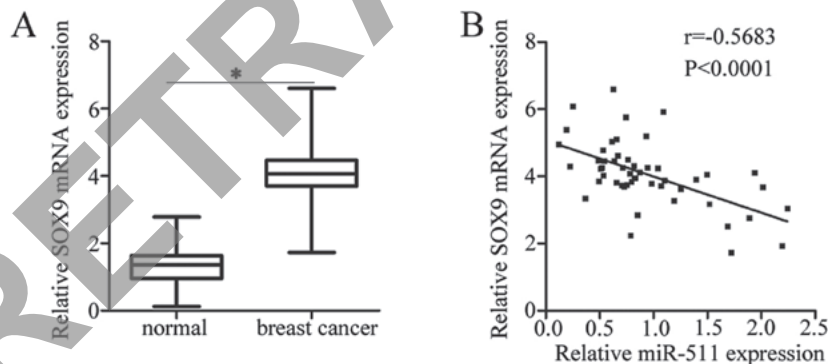 A
Relative SOX9 mRNA expression
8
6
4
2
0
*
normal
breast cancer
B
Relative SOX9 mRNA expression
8
6
4
2
0
r=-0.5683
P<0.0001
0.0
0.5
1.0
1.5
2.0
2.5
Relative miR-511 expression
RETRA